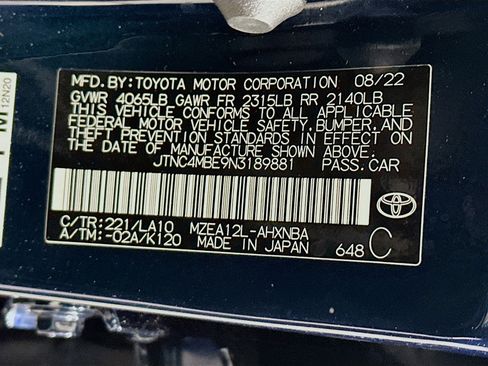 MFD. BY: TOYOTA MOTOR CORPORATION 08/22
GVWR 4065LB GAWR FR 2315LB RR 2140LB
THIS VEHICLE CONFORMS TO ALL APPLICABLE
FEDERAL MOTOR VEHICLE SAFETY, BUMPER, AND
THEFT PREVENTION STANDARDS IN EFFECT ON
THE DATE OF MANUFACTURE SHOWN ABOVE.
JTNC4MBE9N3189881 PASS.CAR
C/TR: 221/LA10 MZEA12L-AHXNBA
A/TM: -02A/K120 MADE IN JAPAN 648 C
M 12N20